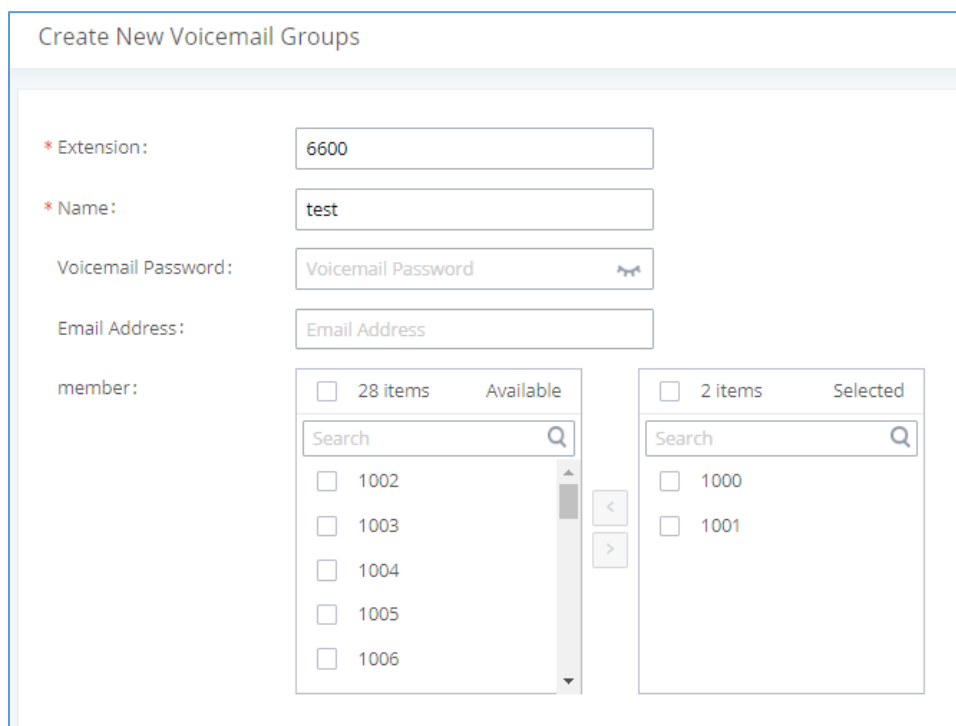 Create New Voicemail Groups
* Extension:
6600
* Name:
test
Voicemail Password:
Voicemail Password
Email Address:
Email Address
member:
28 items Available
Search
1002
1003
1004
1005
1006
<
>
2 items Selected
Search
1000
1001